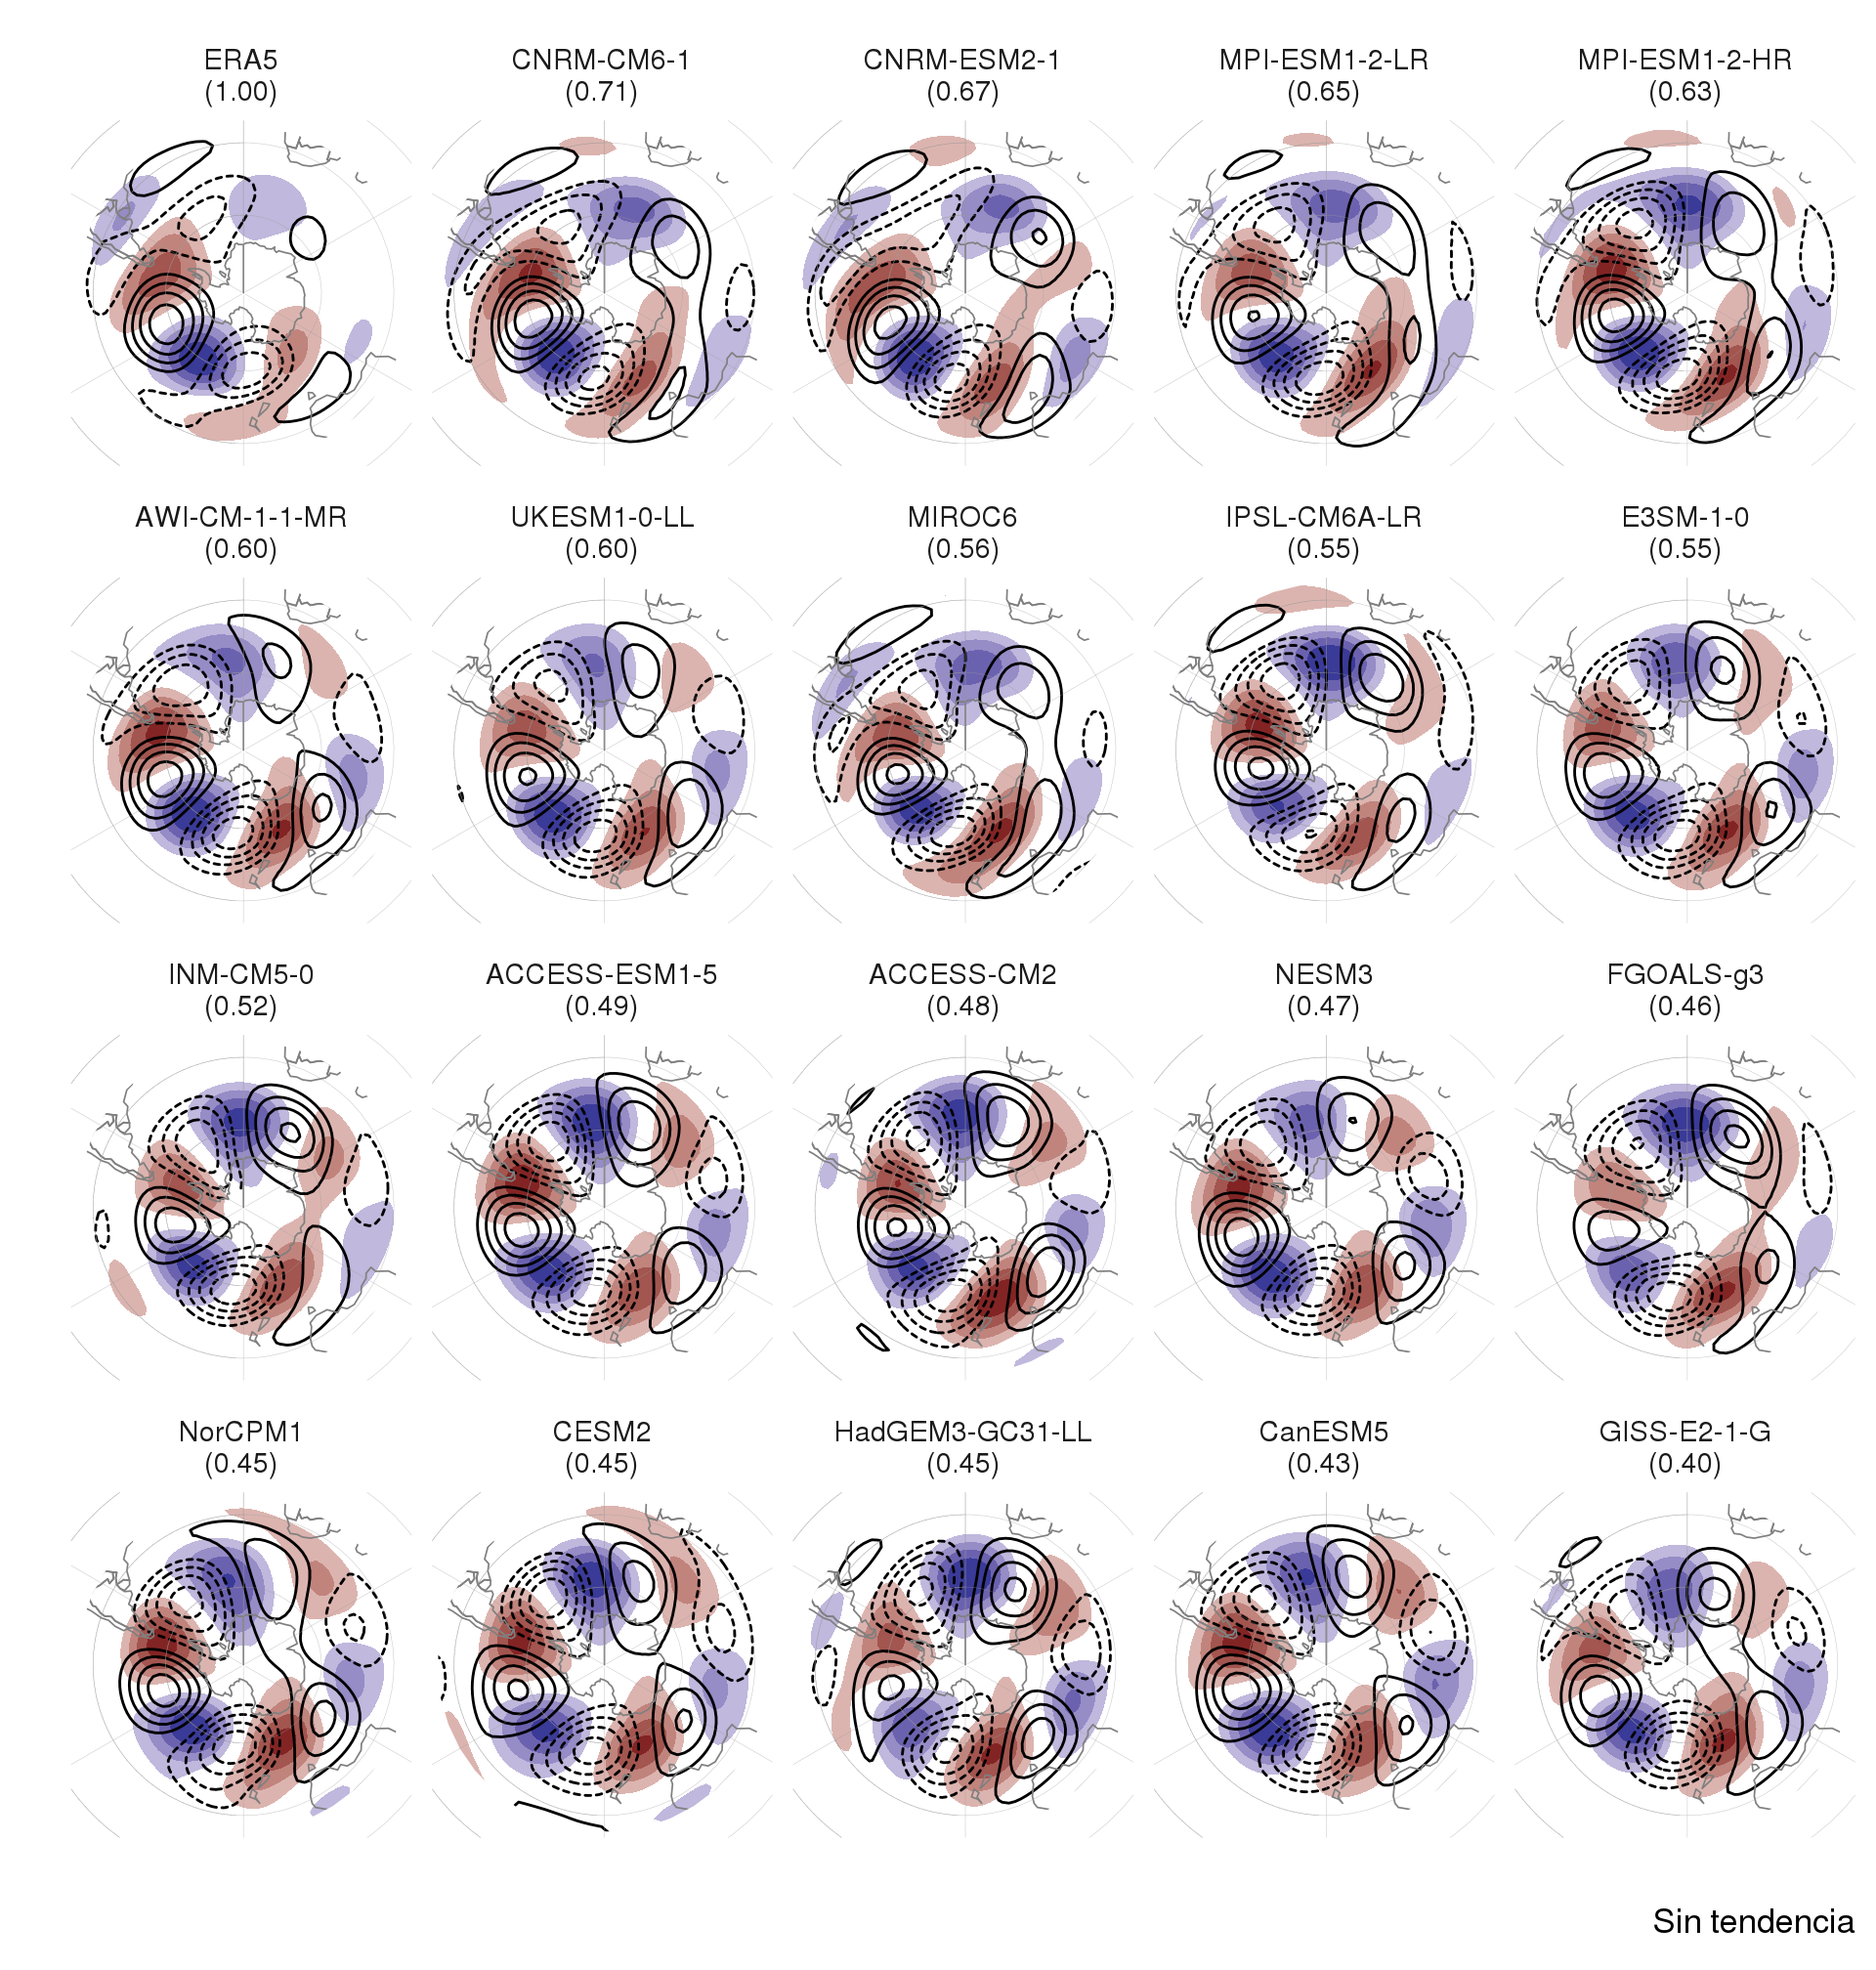 ERA5
(1.00)
CNRM-CM6-1
(0.71)
CNRM-ESM2-1
(0.67)
MPI-ESM1-2-LR
(0.65)
MPI-ESM1-2-HR
(0.63)
AWI-CM-1-1-MR
(0.60)
UKESM1-0-LL
(0.60)
MIROC6
(0.56)
IPSL-CM6A-LR
(0.55)
E3SM-1-0
(0.55)
INM-CM5-0
(0.52)
ACCESS-ESM1-5
(0.49)
ACCESS-CM2
(0.48)
NESM3
(0.47)
FGOALS-g3
(0.46)
NorCPM1
(0.45)
CESM2
(0.45)
HadGEM3-GC31-LL
(0.45)
CanESM5
(0.43)
GISS-E2-1-G
(0.40)
Sin tendencia